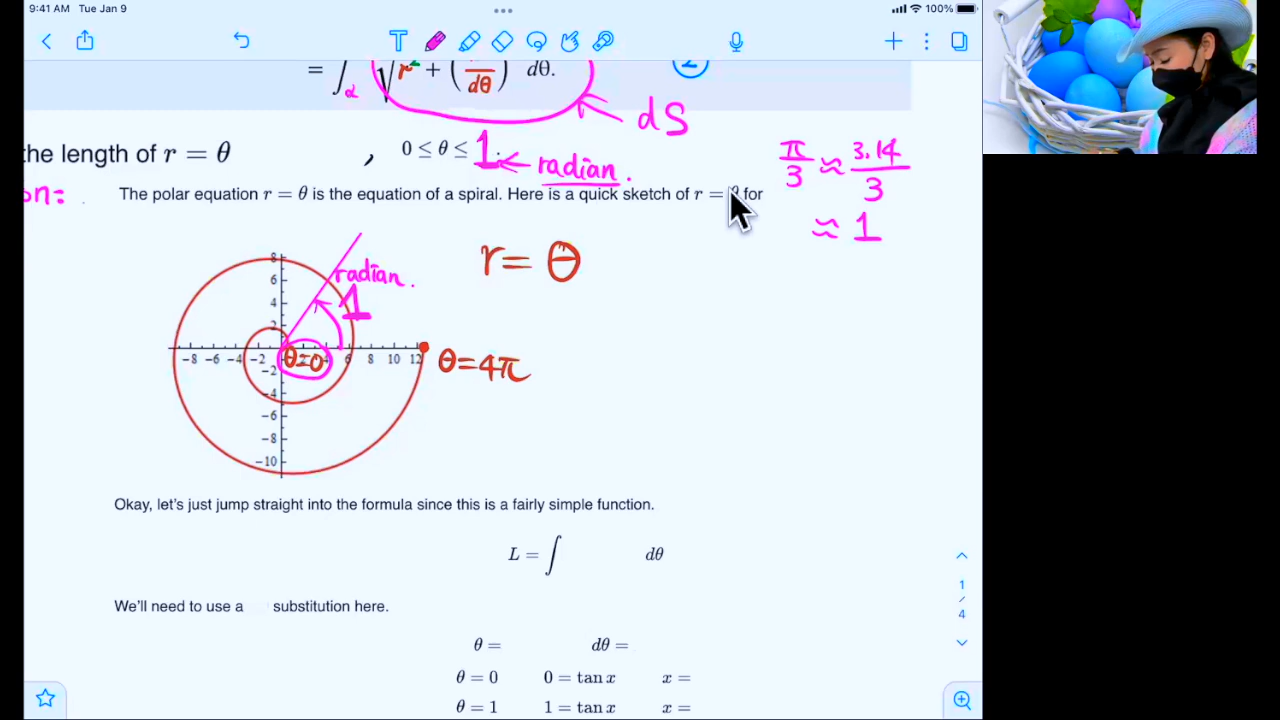 9:41 AM Tue Jan 9
100%
= ∫α √r² + ( /dθ) dθ.
2
dS
the length of r = θ , 0 ≤ θ ≤ 1. ← radian.
π/3 ≈ 3.14/3
≈ 1
on:
The polar equation r = θ is the equation of a spiral. Here is a quick sketch of r = θ for
r = θ
radian.
1
8
6
4
2
-8 -6 -4 -2 2 4 6 8 10 12
θ=0
θ=4π
-2
-4
-6
-8
-10
Okay, let's just jump straight into the formula since this is a fairly simple function.
L = ∫ dθ
We'll need to use a substitution here.
θ = dθ =
θ = 0 0 = tan x x =
θ = 1 1 = tan x x =
1
/
4